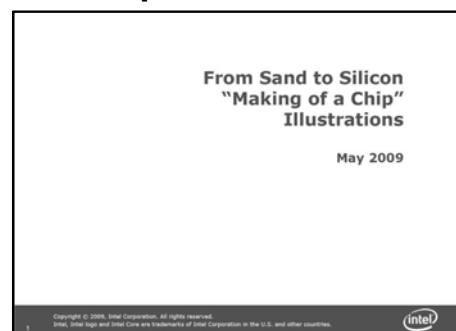 From Sand to Silicon
“Making of a Chip”
Illustrations
May 2009
Copyright © 2009, Intel Corporation. All rights reserved.
Intel, Intel logo and Intel Core are trademarks of Intel Corporation in the U.S. and other countries.
1
intel